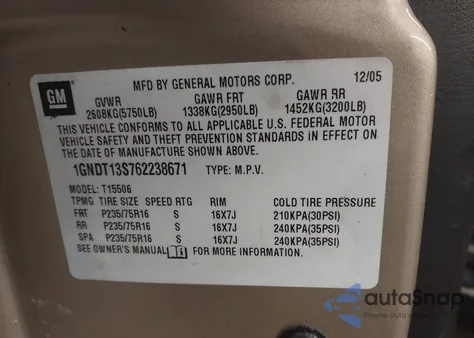 GM
MFD BY GENERAL MOTORS CORP. 12/05
GVWR GAWR FRT GAWR RR
2608KG(5750LB) 1338KG(2950LB) 1452KG(3200LB)
THIS VEHICLE CONFORMS TO ALL APPLICABLE U.S. FEDERAL MOTOR
VEHICLE SAFETY AND THEFT PREVENTION STANDARDS IN EFFECT ON
THE DATE OF MANUFACTURE SHOWN ABOVE.
1GNDT13S762238671 TYPE: M.P.V.
MODEL: T15506
TPMG TIRE SIZE SPEED RTG RIM COLD TIRE PRESSURE
FRT P235/75R16 S 16X7J 210KPA(30PSI)
RR P235/75R16 S 16X7J 240KPA(35PSI)
SPA P235/75R16 S 16X7J 240KPA(35PSI)
SEE OWNER'S MANUAL FOR MORE INFORMATION.
autoSnap